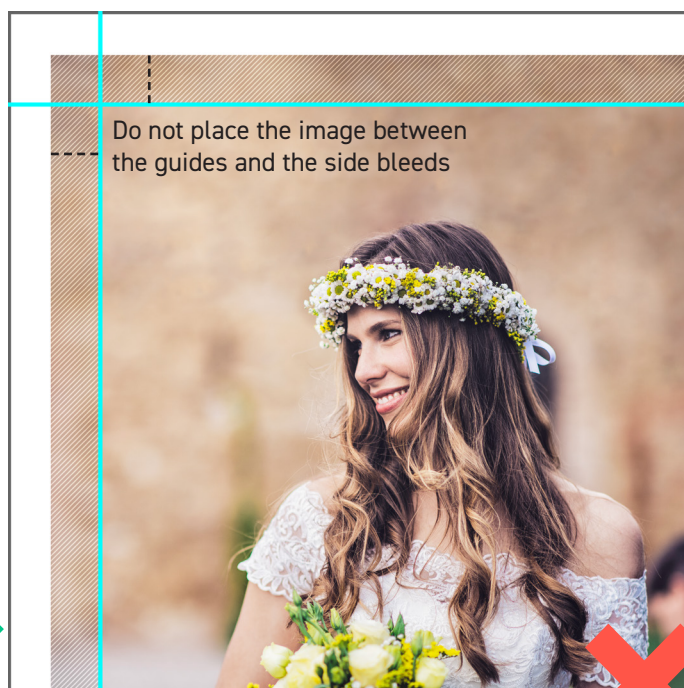 Do not place the image between
the guides and the side bleeds